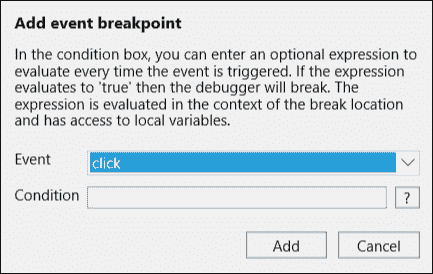 Add event breakpoint
In the condition box, you can enter an optional expression to
evaluate every time the event is triggered. If the expression
evaluates to 'true' then the debugger will break. The
expression is evaluated in the context of the break location
and has access to local variables.
Event click
Condition ?
Add Cancel